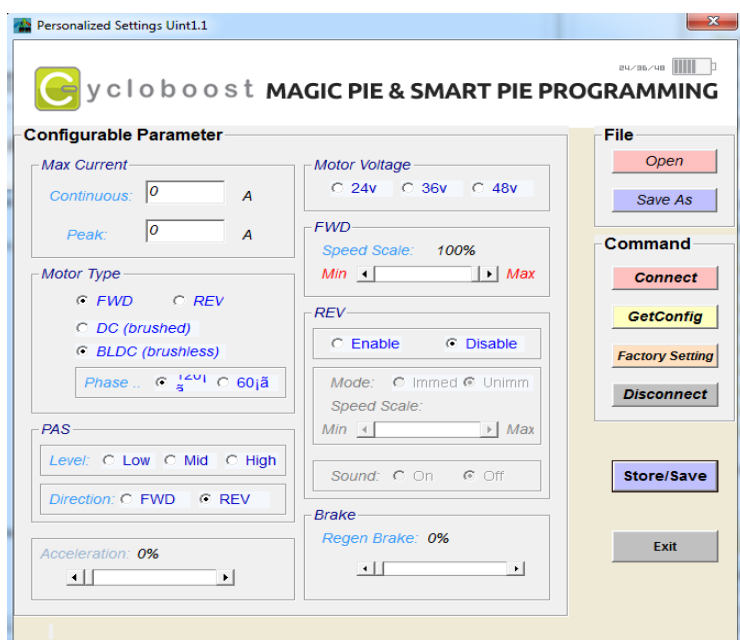 Personalized Settings Uint1.1
24/36/48
Cycloboost MAGIC PIE & SMART PIE PROGRAMMING
Configurable Parameter
Max Current
Continuous: 0 A
Peak: 0 A
Motor Type
FWD REV
DC (brushed)
BLDC (brushless)
Phase .. 60¡ã
PAS
Level: Low Mid High
Direction: FWD REV
Acceleration: 0%
Motor Voltage
24v 36v 48v
FWD
Speed Scale: 100%
Min Max
REV
Enable Disable
Mode: Immed Unimm
Speed Scale:
Min Max
Sound: On Off
Brake
Regen Brake: 0%
File
Open
Save As
Command
Connect
GetConfig
Factory Setting
Disconnect
Store/Save
Exit